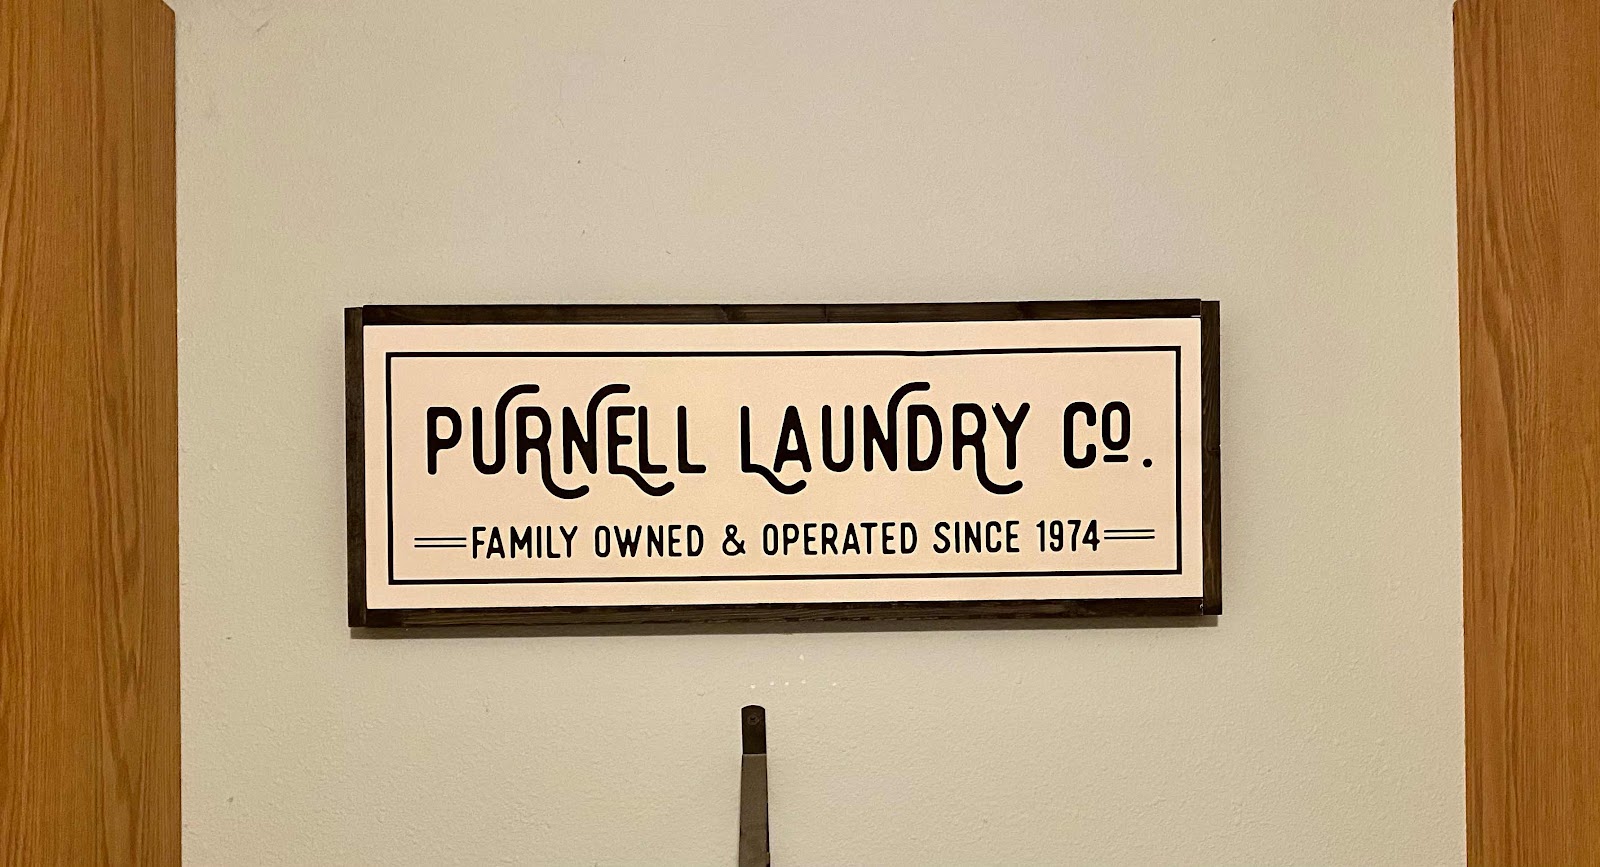 PURNELL LAUNDRY CO.
FAMILY OWNED & OPERATED SINCE 1974